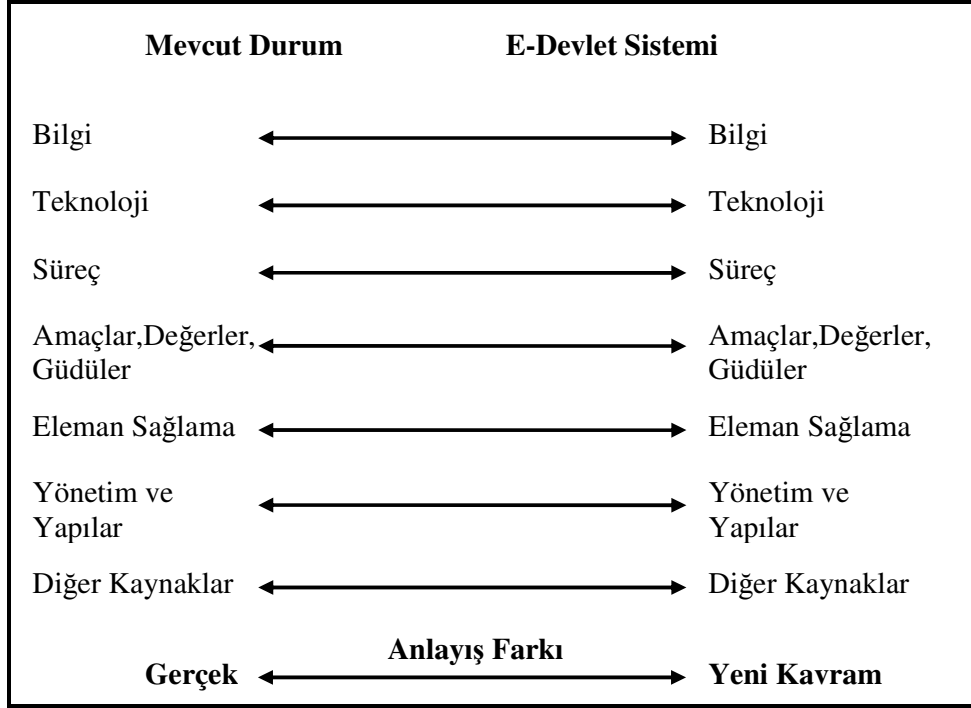 Mevcut Durum E-Devlet Sistemi
Bilgi Bilgi
Teknoloji Teknoloji
Süreç Süreç
Amaçlar,Değerler, Amaçlar,Değerler,
Güdüler Güdüler
Eleman Sağlama Eleman Sağlama
Yönetim ve Yönetim ve
Yapılar Yapılar
Diğer Kaynaklar Diğer Kaynaklar
Anlayış Farkı
Gerçek Yeni Kavram